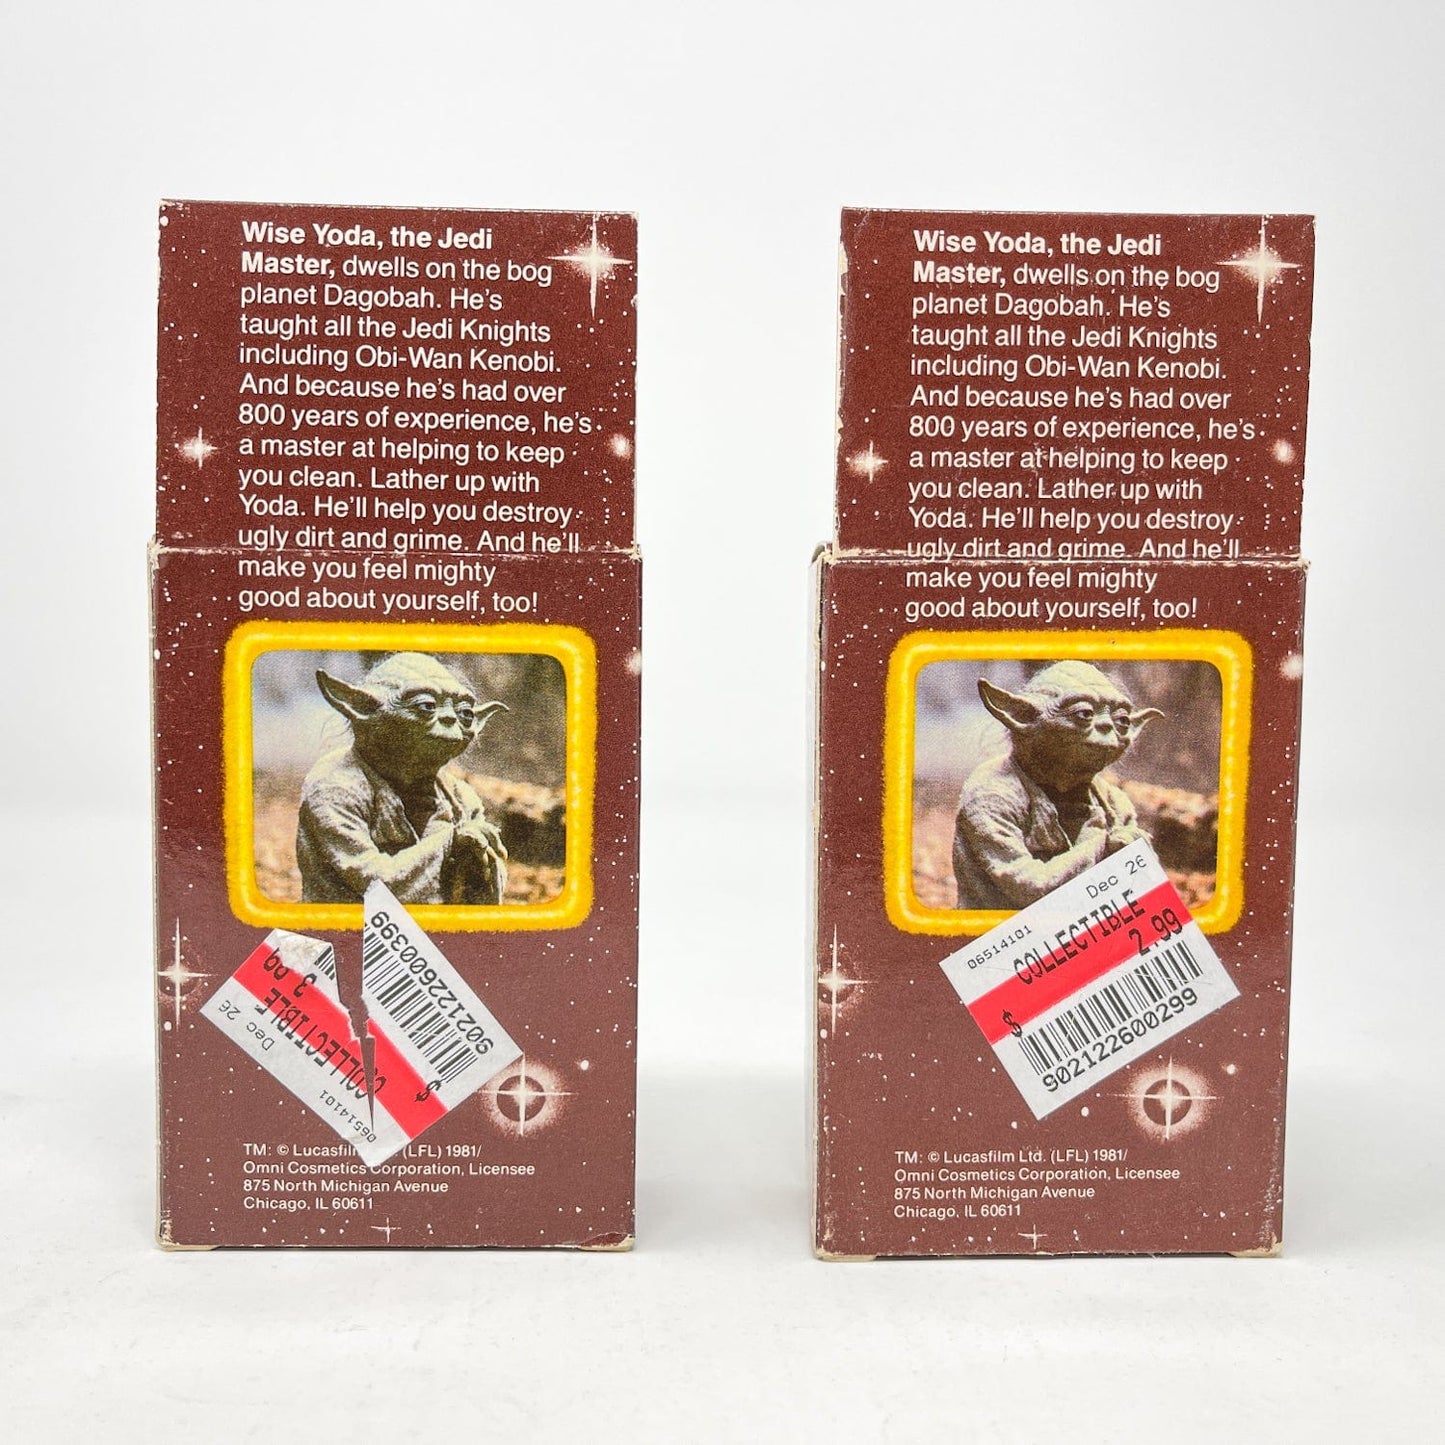 Wise Yoda, the Jedi
Master, dwells on the bog
planet Dagobah. He's
taught all the Jedi Knights
including Obi-Wan Kenobi.
And because he's had over
800 years of experience, he's
a master at helping to keep
you clean. Lather up with
Yoda. He'll help you destroy
ugly dirt and grime. And he'll
make you feel mighty
good about yourself, too!
902122600399
$
COLLECTIBLE
Dec 26
06514101
TM: © Lucasfilm (LFL) 1981/
Omni Cosmetics Corporation, Licensee
875 North Michigan Avenue
Chicago, IL 60611
Wise Yoda, the Jedi
Master, dwells on the bog
planet Dagobah. He's
taught all the Jedi Knights
including Obi-Wan Kenobi.
And because he's had over
800 years of experience, he's
a master at helping to keep
you clean. Lather up with
Yoda. He'll help you destroy
ugly dirt and grime. And he'll
make you feel mighty
good about yourself, too!
06514101 Dec 26
COLLECTIBLE
$ 2.99
902122600299
TM: © Lucasfilm Ltd. (LFL) 1981/
Omni Cosmetics Corporation, Licensee
875 North Michigan Avenue
Chicago, IL 60611